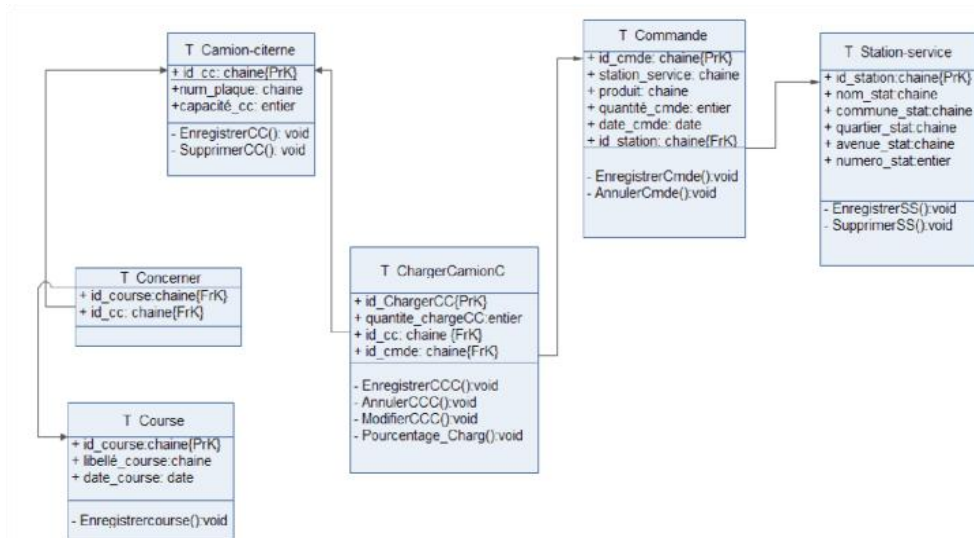 T Camion-citerne
+ id_cc: chaine{PrK}
+num_plaque: chaine
+capacité_cc: entier
- EnregistrerCC(): void
- SupprimerCC(): void
T Commande
+ id_cmde: chaine{PrK}
+ station_service: chaine
+ produit: chaine
+ quantité_cmde: entier
+ date_cmde: date
+ id_station: chaine{FrK}
- EnregistrerCmde():void
- AnnulerCmde():void
T Station-service
+ id_station:chaine{PrK}
+ nom_stat:chaine
+ commune_stat:chaine
+ quartier_stat:chaine
+ avenue_stat:chaine
+ numero_stat:entier
- EnregistrerSS():void
- SupprimerSS():void
T Concerner
+ id_course:chaine{FrK}
+ id_cc: chaine{FrK}
T ChargerCamionC
+ id_ChargerCC{PrK}
+ quantite_chargeCC:entier
+ id_cc: chaine {FrK}
+ id_cmde: chaine{FrK}
- EnregistrerCCC():void
- AnnulerCCC():void
- ModifierCCC():void
- Pourcentage_Charg():void
T Course
+ id_course:chaine{PrK}
+ libellé_course:chaine
+ date_course: date
- Enregistrercourse():void